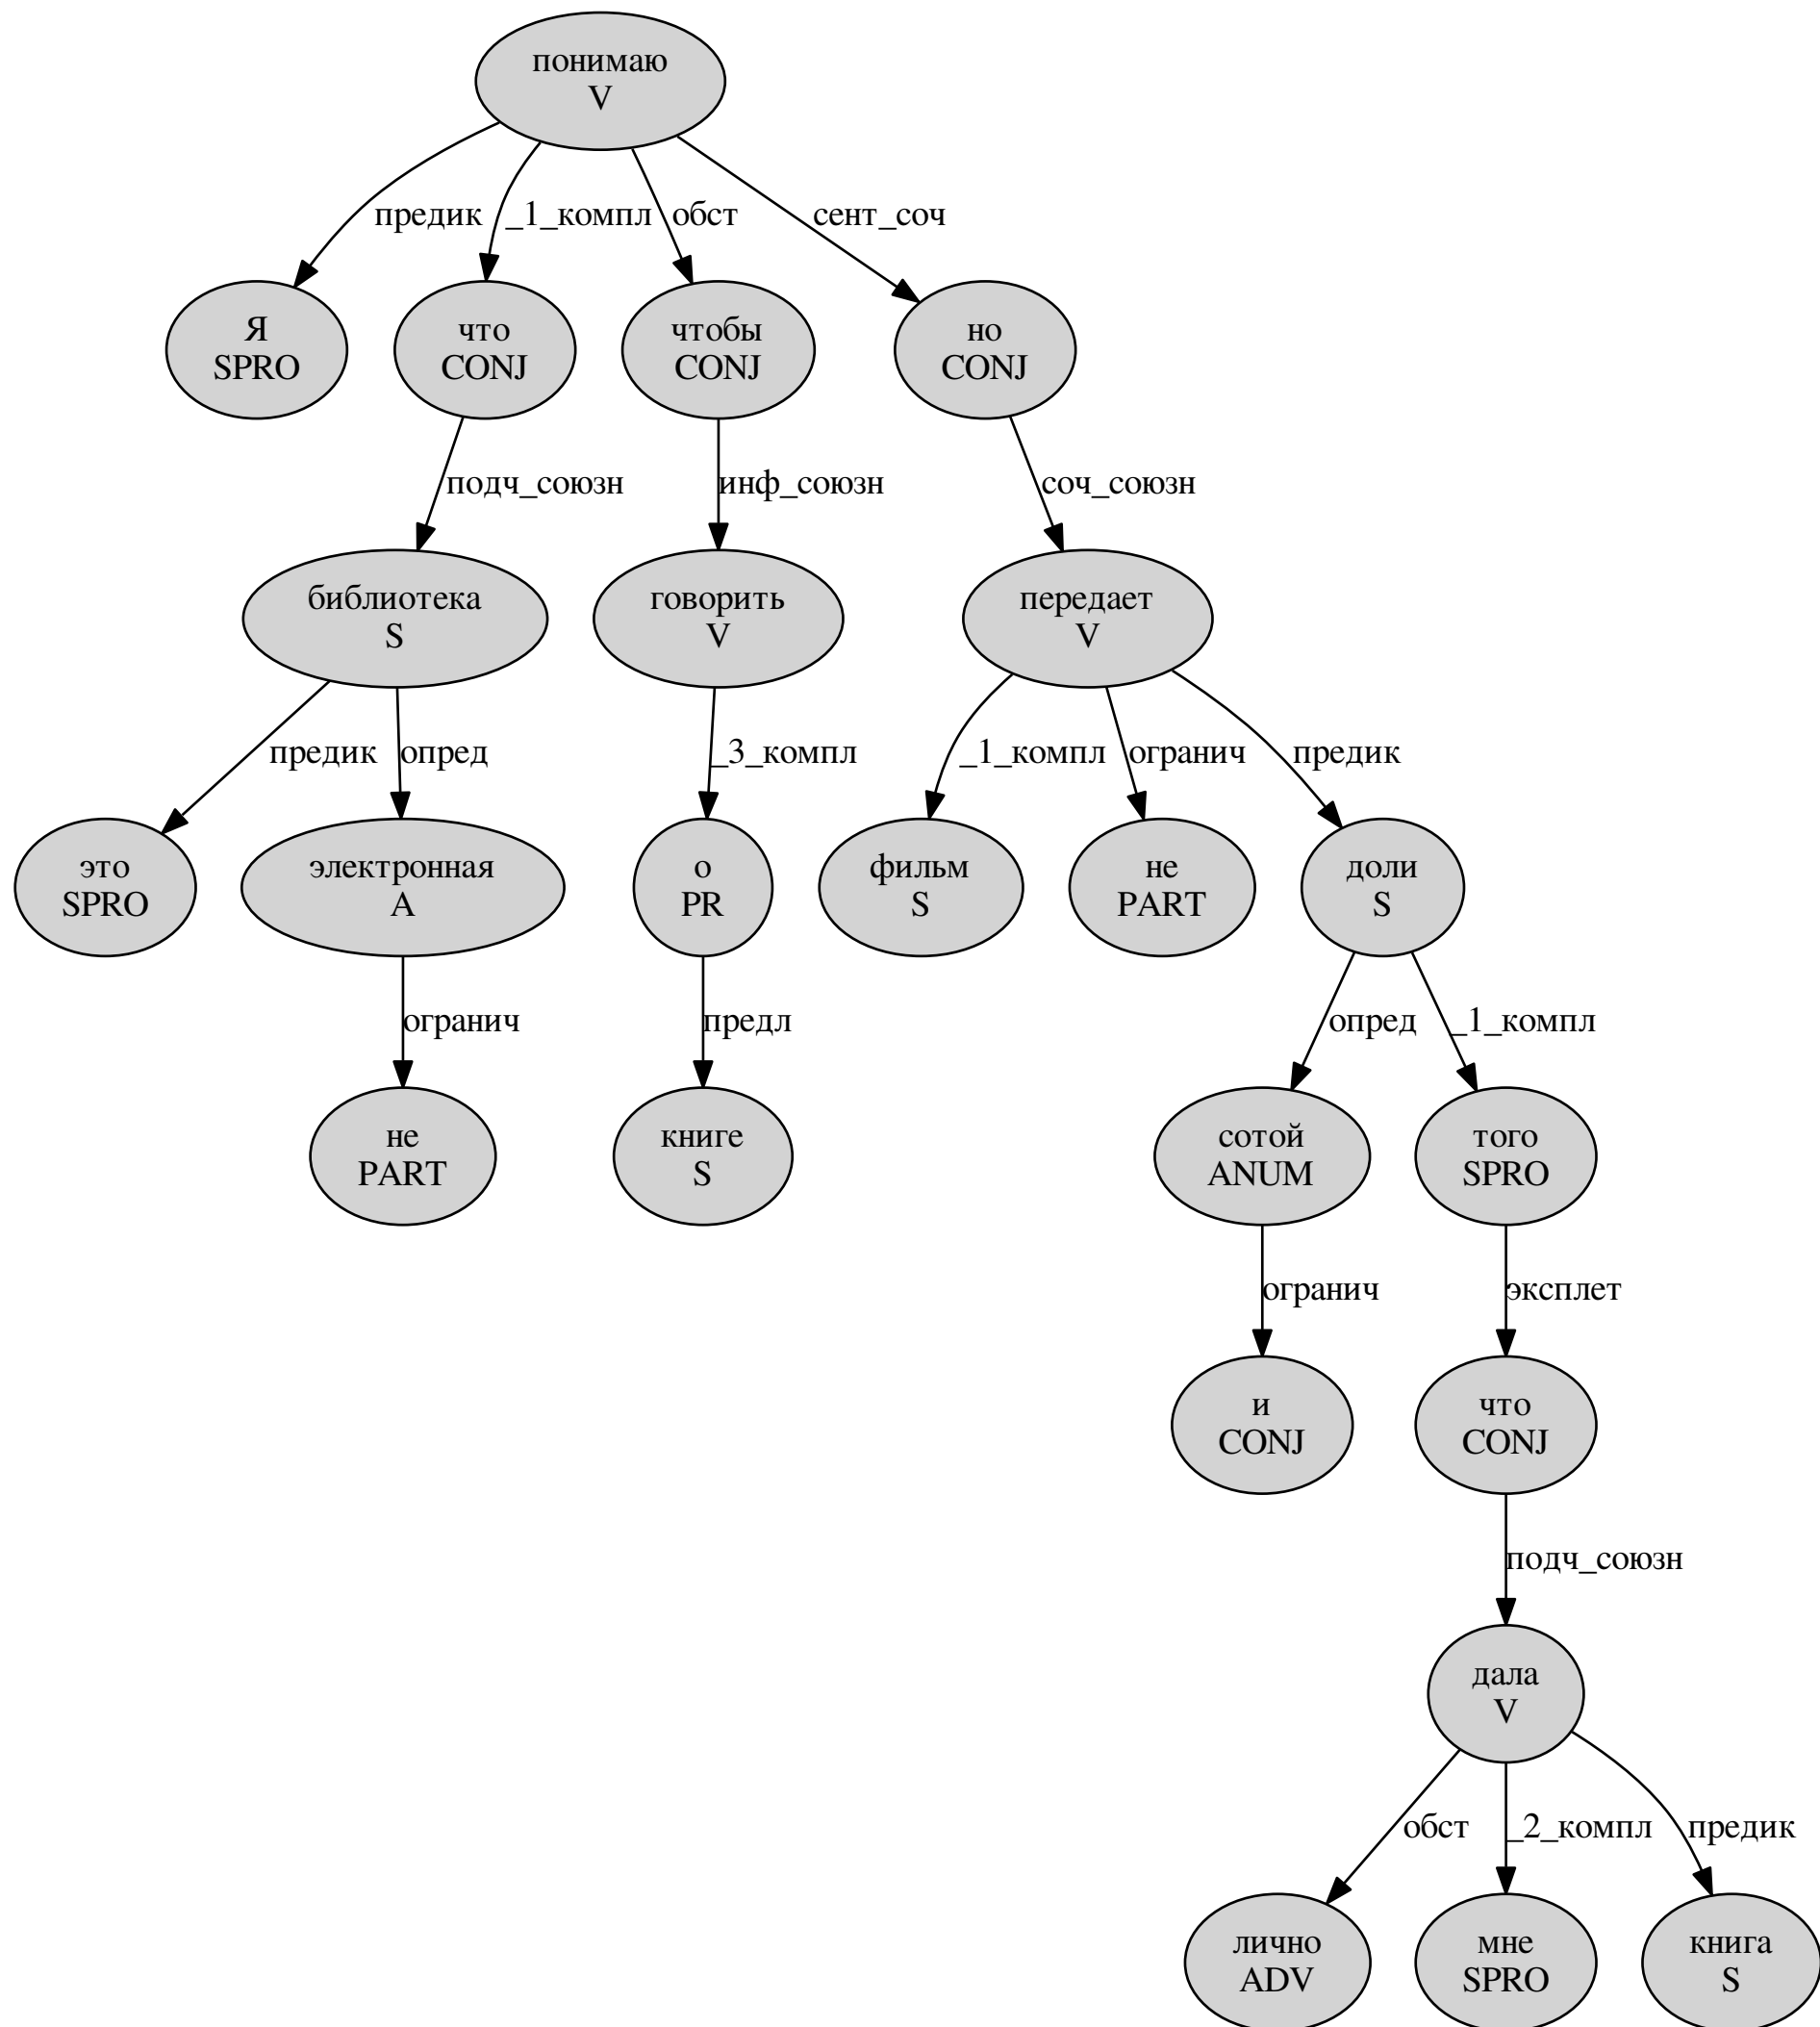 понимаю
V
предик
_1_компл
обст
сент_соч
Я
SPRO
что
CONJ
чтобы
CONJ
но
CONJ
подч_союзн
инф_союзн
соч_союзн
библиотека
S
говорить
V
передает
V
предик
опред
_3_компл
_1_компл
огранич
предик
это
SPRO
электронная
A
о
PR
фильм
S
не
PART
доли
S
огранич
предл
опред
_1_компл
не
PART
книге
S
сотой
ANUM
того
SPRO
огранич
эксплет
и
CONJ
что
CONJ
подч_союзн
дала
V
обст
_2_компл
предик
лично
ADV
мне
SPRO
книга
S